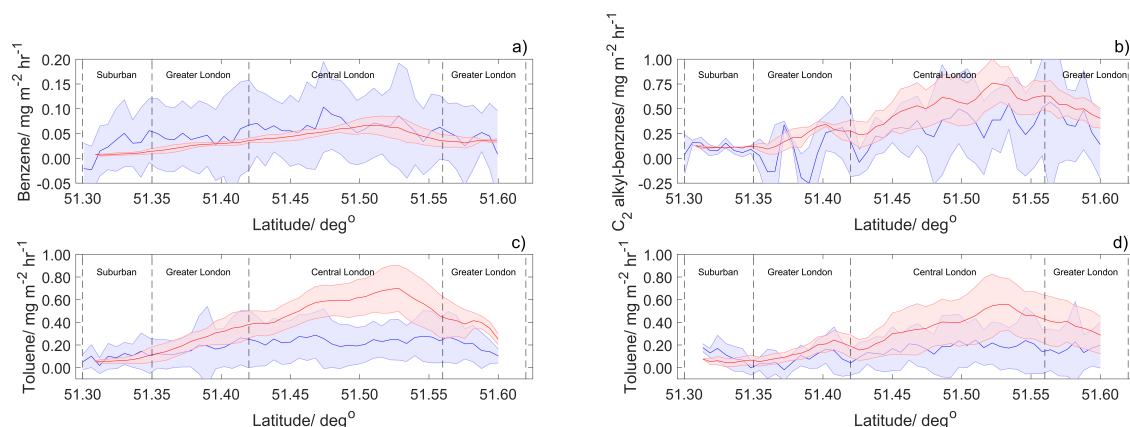 a)
Benzene/ mg m-2 hr-1
0.20
0.15
0.10
0.05
0.00
-0.05
Suburban Greater London Central London Greater London
51.30 51.35 51.40 51.45 51.50 51.55 51.60
Latitude/ deg°
b)
C2 alkyl-benznes/ mg m-2 hr-1
1.00
0.75
0.50
0.25
0.00
-0.25
Suburban Greater London Central London Greater London
51.30 51.35 51.40 51.45 51.50 51.55 51.60
Latitude/ deg°
c)
Toluene/ mg m-2 hr-1
1.00
0.80
0.60
0.40
0.20
0.00
Suburban Greater London Central London Greater London
51.30 51.35 51.40 51.45 51.50 51.55 51.60
Latitude/ deg°
d)
Toluene/ mg m-2 hr-1
1.00
0.80
0.60
0.40
0.20
0.00
Suburban Greater London Central London Greater London
51.30 51.35 51.40 51.45 51.50 51.55 51.60
Latitude/ deg°